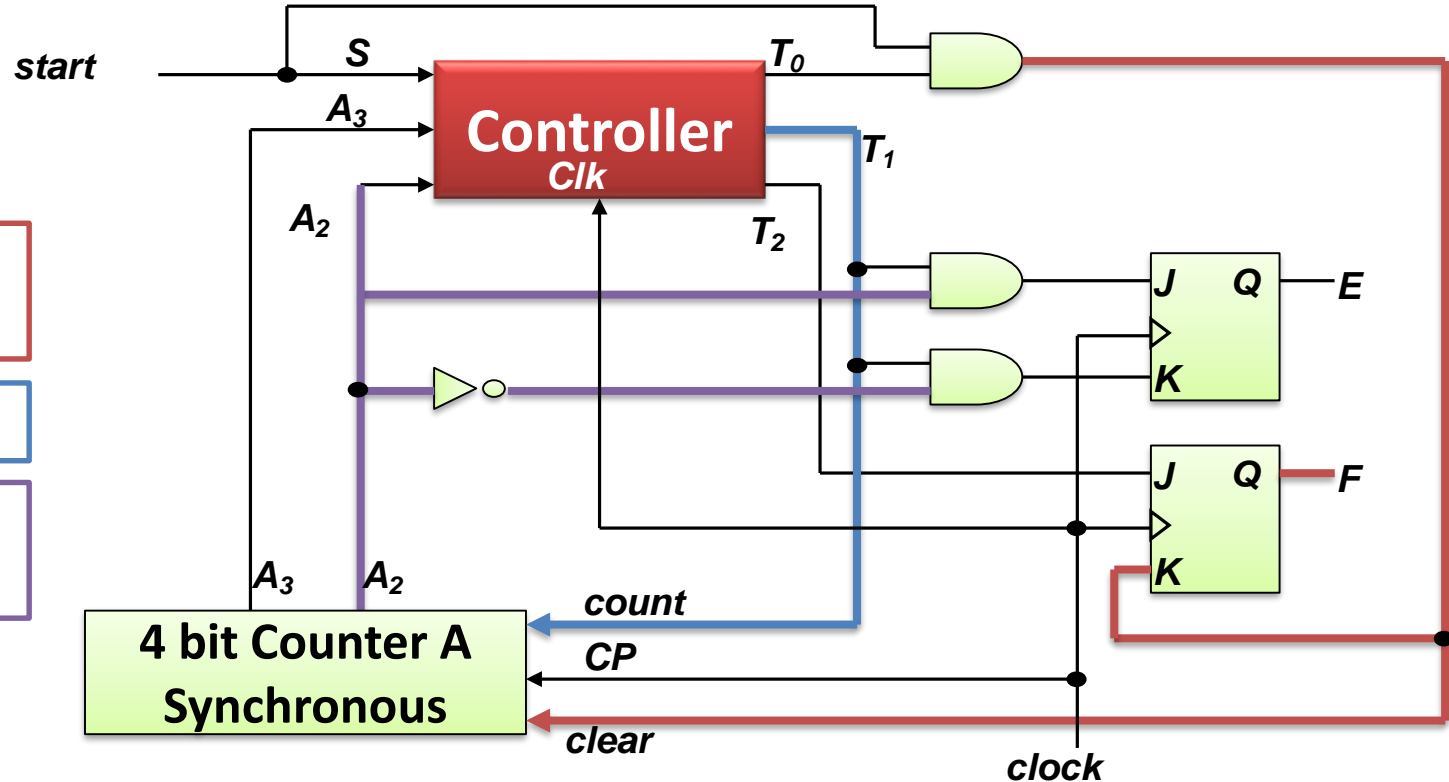 start
S
T0
A3
Controller
T1
Clk
A2
T2
J Q E
K
J Q F
K
A3 A2
count
4 bit Counter A
CP
Synchronous
clear
clock